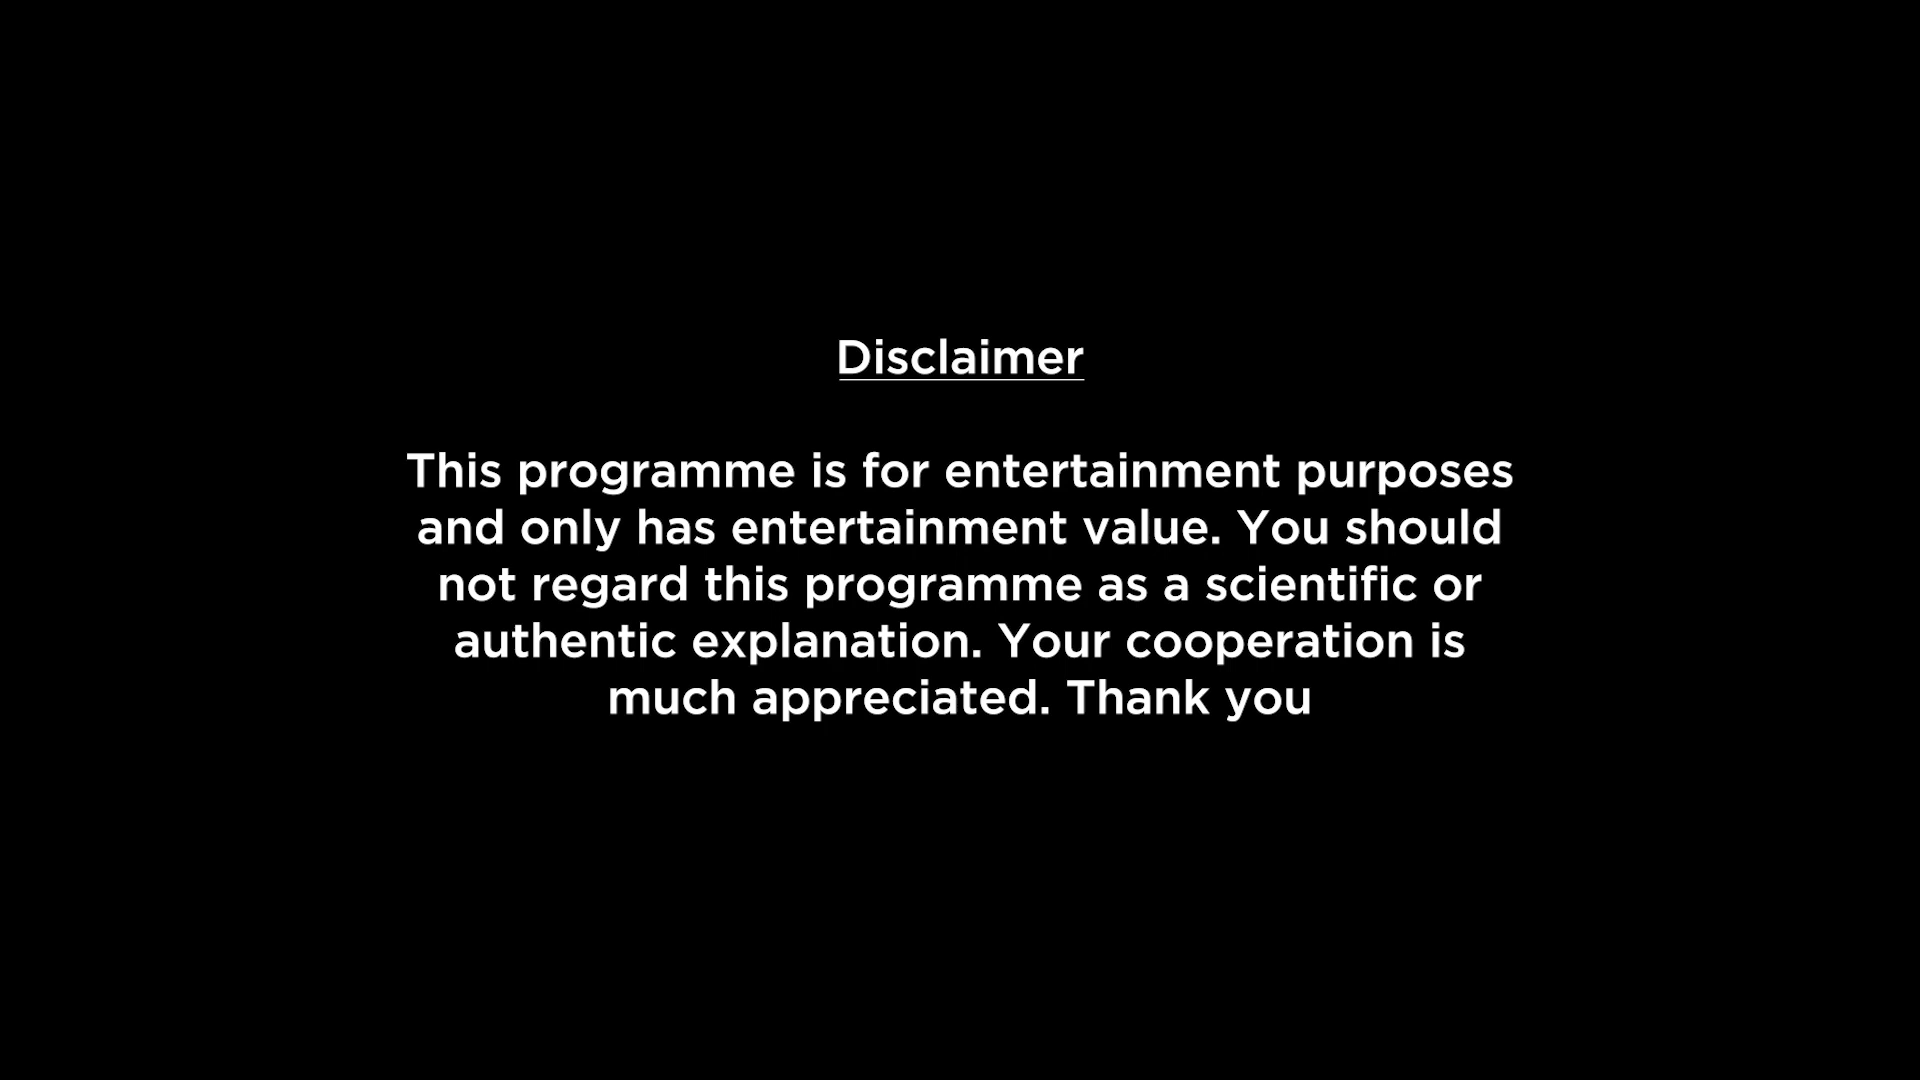 Disclaimer
This programme is for entertainment purposes
and only has entertainment value. You should
not regard this programme as a scientific or
authentic explanation. Your cooperation is
much appreciated. Thank you